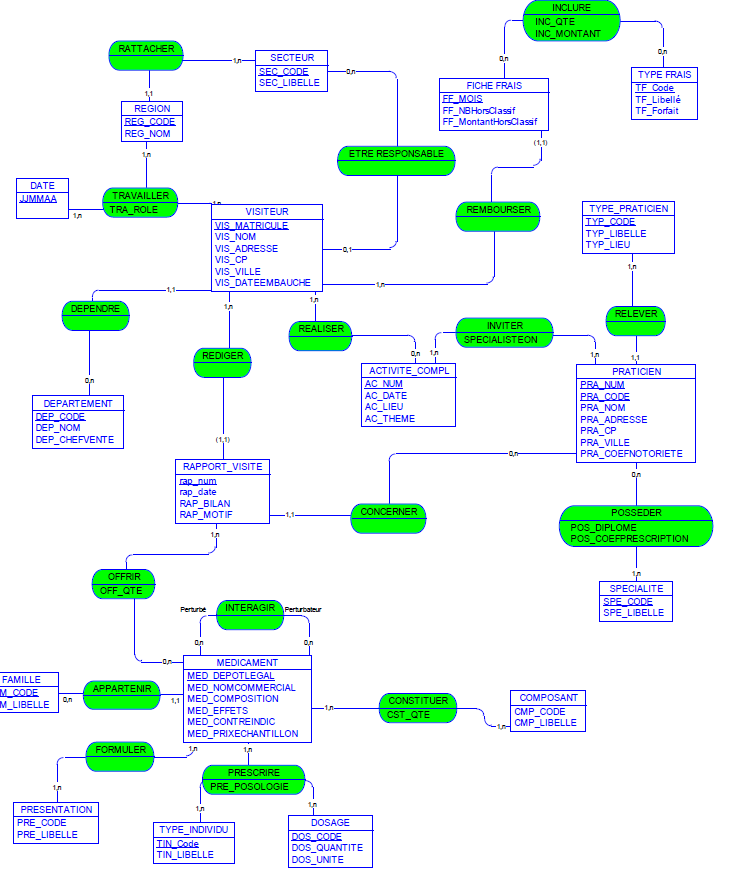 INCLURE
INC_QTE
INC_MONTANT
RATTACHER
1,n
SECTEUR
SEC_CODE
SEC_LIBELLE
0,n
0,n
0,n
TYPE FRAIS
TF_Code
TF_Libellé
TF_Forfait
FICHE FRAIS
FF_MOIS
FF_NBHorsClassif
FF_MontantHorsClassif
1,1
REGION
REG_CODE
REG_NOM
1,n
(1,1)
ETRE RESPONSABLE
DATE
JJMMAA
1,n
TRAVAILLER
TRA_ROLE
1,n
VISITEUR
VIS_MATRICULE
VIS_NOM
VIS_ADRESSE
VIS_CP
VIS_VILLE
VIS_DATEEMBAUCHE
0,1
REMBOURSER
1,n
TYPE_PRATICIEN
TYP_CODE
TYP_LIBELLE
TYP_LIEU
1,n
1,1
1,n
1,n
DEPENDRE
REALISER
INVITER
SPECIALISTEON
RELEVER
REDIGER
0,n
1,n
1,n
1,1
0,n
ACTIVITE_COMPL
AC_NUM
AC_DATE
AC_LIEU
AC_THEME
PRATICIEN
PRA_NUM
PRA_CODE
PRA_NOM
PRA_ADRESSE
PRA_CP
PRA_VILLE
PRA_COEFNOTORIETE
DEPARTEMENT
DEP_CODE
DEP_NOM
DEP_CHEFVENTE
(1,1)
0,n
0,n
RAPPORT_VISITE
rap_num
rap_date
RAP_BILAN
RAP_MOTIF
1,1
CONCERNER
POSSEDER
POS_DIPLOME
POS_COEFPRESCRIPTION
1,n
1,n
SPECIALITE
SPE_CODE
SPE_LIBELLE
OFFRIR
OFF_QTE
Perturbé
INTERAGIR
Perturbateur
0,n
0,n
0,n
MEDICAMENT
MED_DEPOTLEGAL
MED_NOMCOMMERCIAL
MED_COMPOSITION
MED_EFFETS
MED_CONTREINDIC
MED_PRIXECHANTILLON
FAMILLE
M_CODE
M_LIBELLE
0,n
APPARTENIR
1,1
1,n
CONSTITUER
CST_QTE
1,n
COMPOSANT
CMP_CODE
CMP_LIBELLE
FORMULER
1,n
1,n
PRESCRIRE
PRE_POSOLOGIE
1,n
1,n
1,n
PRESENTATION
PRE_CODE
PRE_LIBELLE
TYPE_INDIVIDU
TIN_Code
TIN_LIBELLE
DOSAGE
DOS_CODE
DOS_QUANTITE
DOS_UNITE